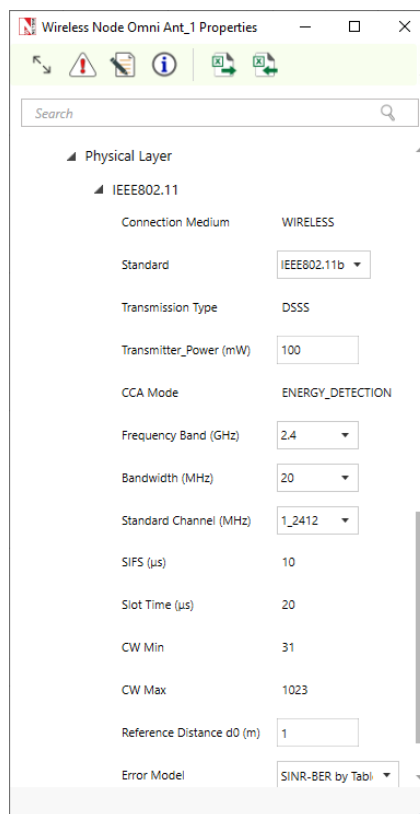 Wireless Node Omni Ant_1 Properties
Search
Physical Layer
IEEE802.11
Connection Medium WIRELESS
Standard IEEE802.11b
Transmission Type DSSS
Transmitter_Power (mW) 100
CCA Mode ENERGY_DETECTION
Frequency Band (GHz) 2.4
Bandwidth (MHz) 20
Standard Channel (MHz) 1_2412
SIFS (µs) 10
Slot Time (µs) 20
CW Min 31
CW Max 1023
Reference Distance d0 (m) 1
Error Model SINR-BER by Tabl